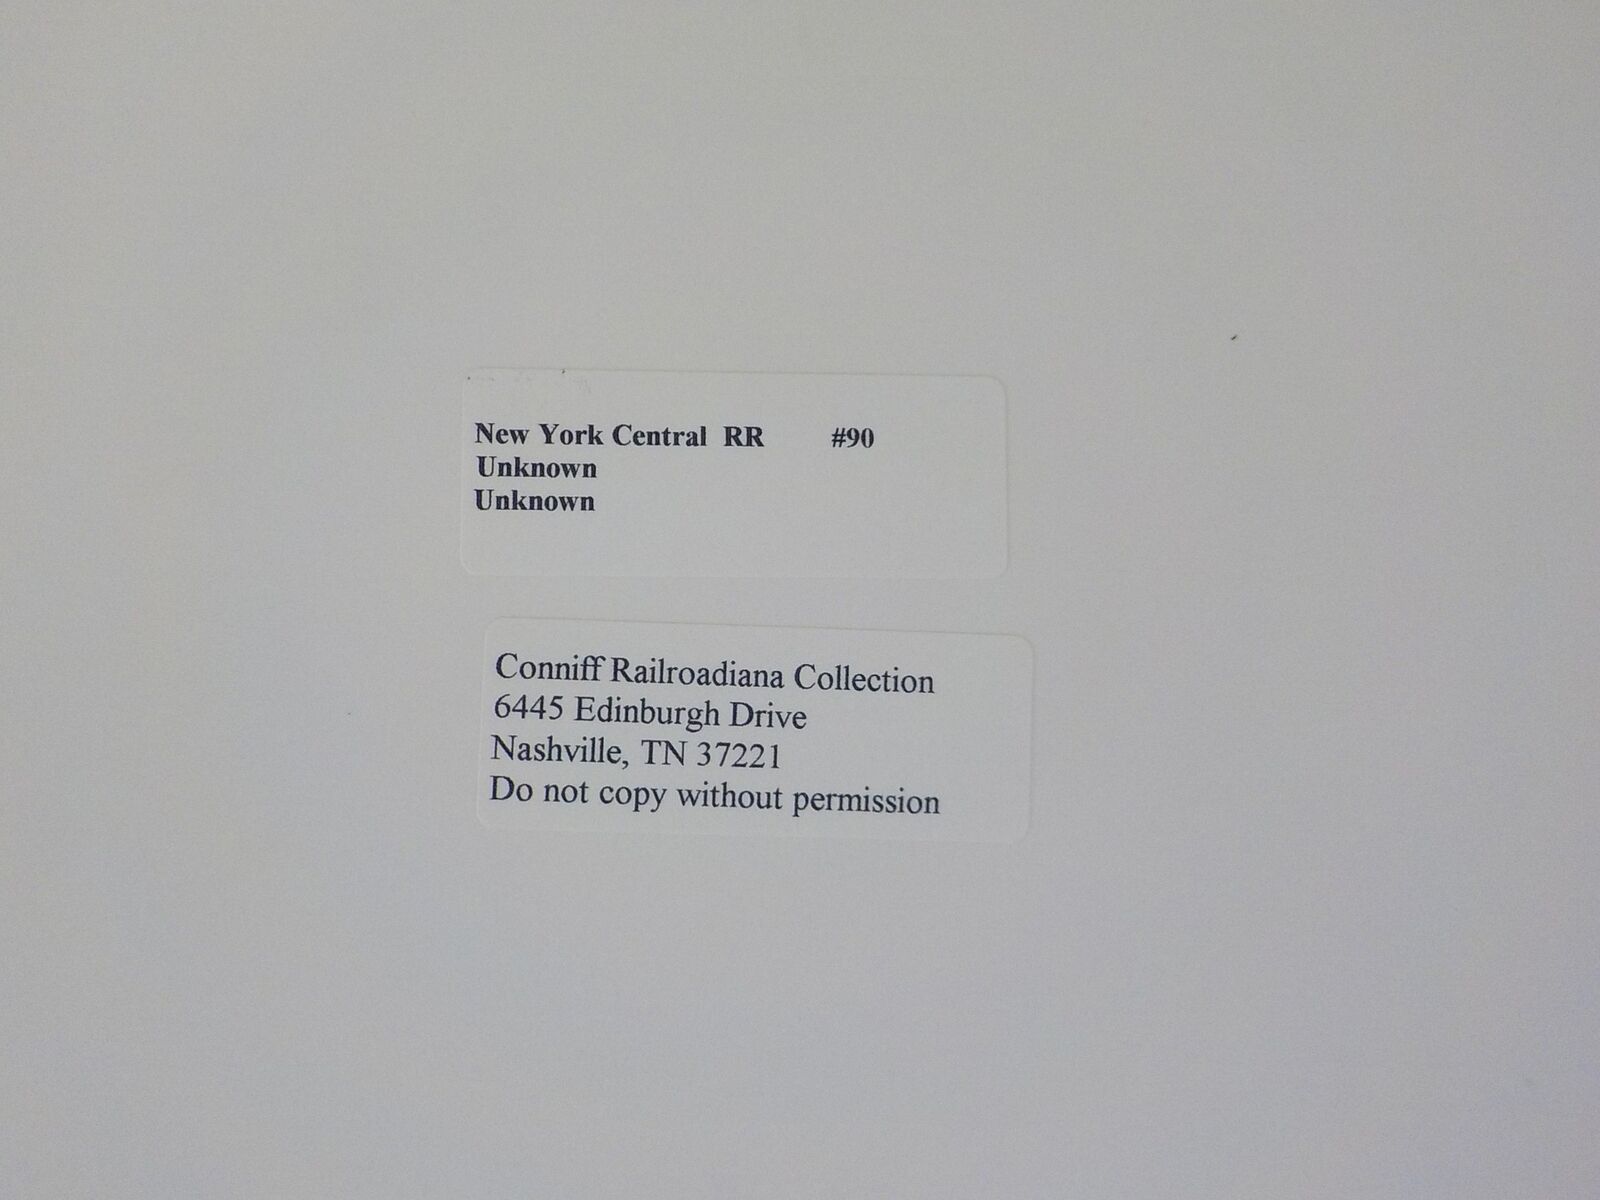 New York Central RR #90
Unknown
Unknown
Conniff Railroadiana Collection
6445 Edinburgh Drive
Nashville, TN 37221
Do not copy without permission